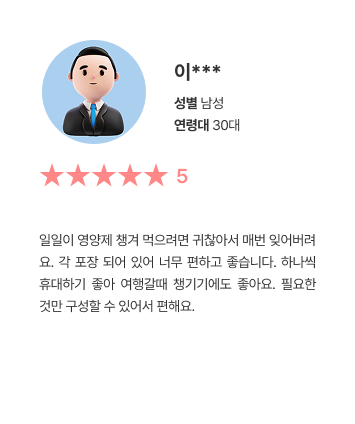 이***
성별 남성
연령대 30대
★★★★★ 5
일일이 영양제 챙겨 먹으려면 귀찮아서 매번 잊어버려
요. 각 포장 되어 있어 너무 편하고 좋습니다. 하나씩
휴대하기 좋아 여행갈때 챙기기에도 좋아요. 필요한
것만 구성할 수 있어서 편해요.